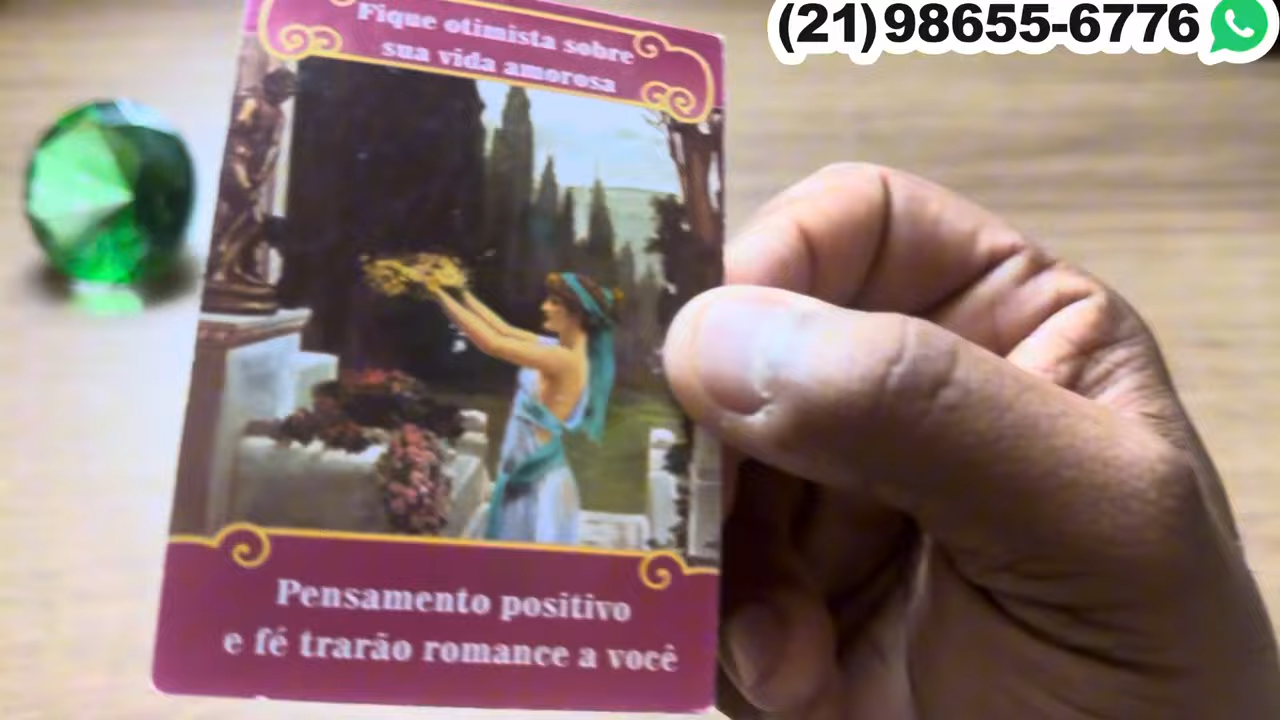 (21)98655-6776
Fique otimista sobre
sua vida amorosa
Pensamento positivo
e fé trarão romance a você